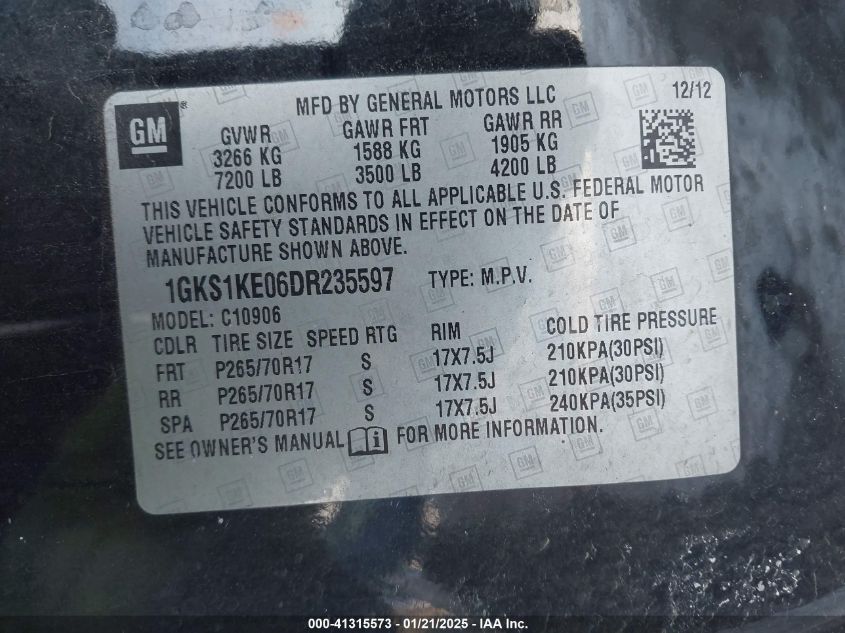 MFD BY GENERAL MOTORS LLC 12/12
GM ®
GVWR GAWR FRT GAWR RR
3266 KG 1588 KG 1905 KG
7200 LB 3500 LB 4200 LB
THIS VEHICLE CONFORMS TO ALL APPLICABLE U.S. FEDERAL MOTOR
VEHICLE SAFETY STANDARDS IN EFFECT ON THE DATE OF
MANUFACTURE SHOWN ABOVE.
1GKS1KE06DR235597 TYPE: M.P.V.
MODEL: C10906
CDLR TIRE SIZE SPEED RTG RIM COLD TIRE PRESSURE
FRT P265/70R17 S 17X7.5J 210KPA(30PSI)
RR P265/70R17 S 17X7.5J 210KPA(30PSI)
SPA P265/70R17 S 17X7.5J 240KPA(35PSI)
SEE OWNER'S MANUAL i FOR MORE INFORMATION.
000-41315573 — 01/21/2025 — IAA Inc.